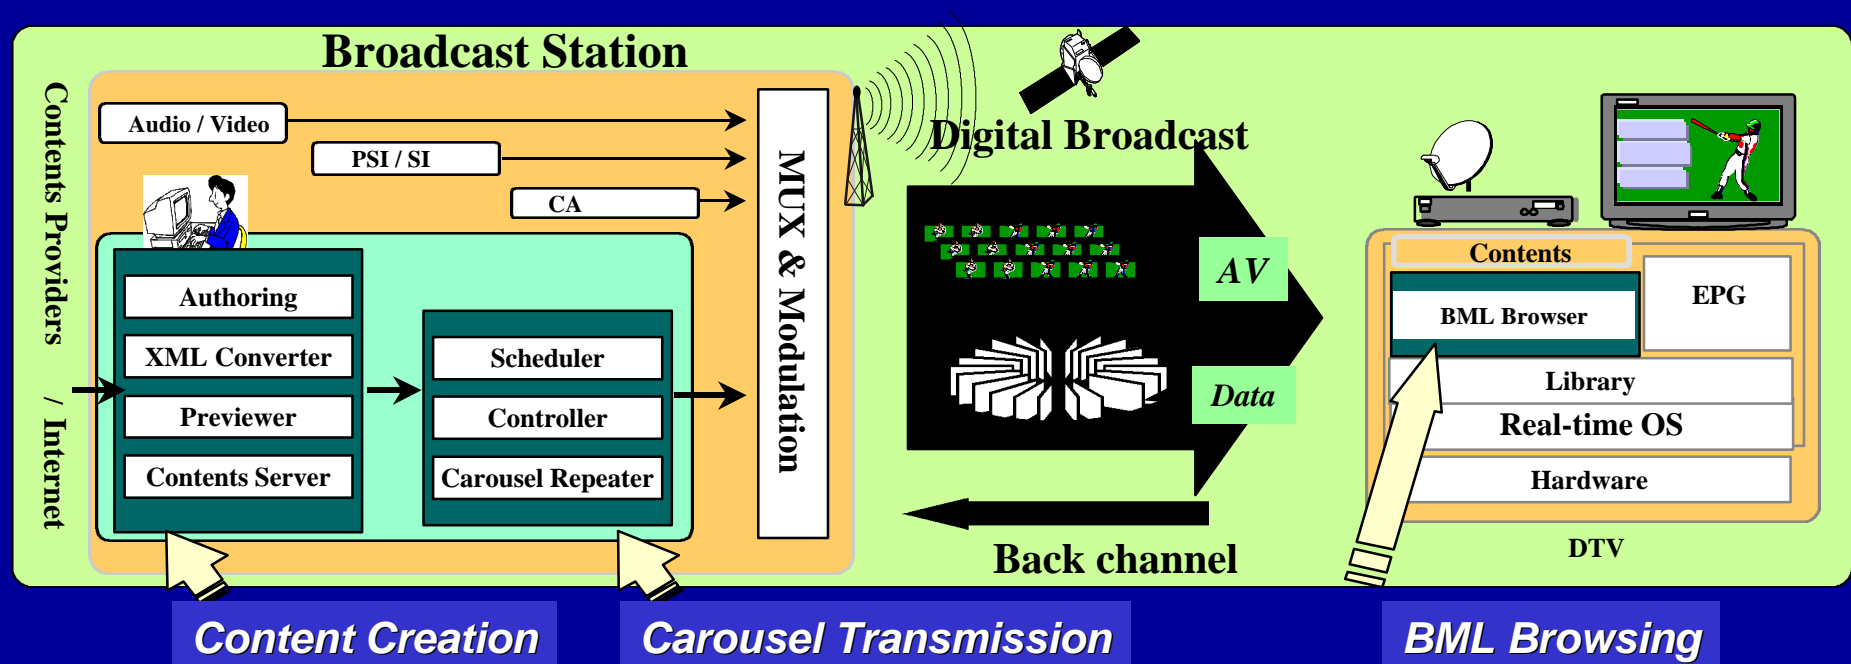 Broadcast Station
Contents Providers / Internet
Audio / Video
PSI / SI
CA
MUX & Modulation
Authoring
XML Converter
Previewer
Contents Server
Scheduler
Controller
Carousel Repeater
Digital Broadcast
AV
Data
Back channel
Contents
BML Browser
EPG
Library
Real-time OS
Hardware
DTV
Content Creation
Carousel Transmission
BML Browsing